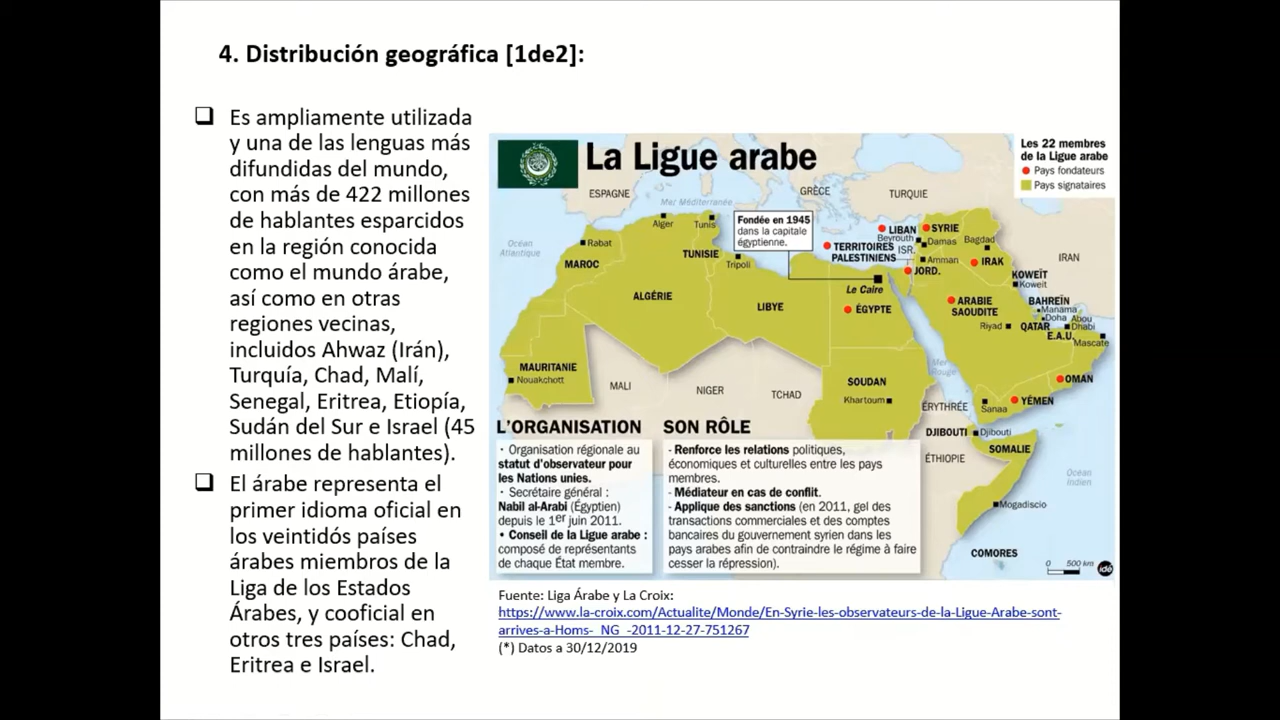 4. Distribución geográfica [1de2]:
❑ Es ampliamente utilizada
y una de las lenguas más
difundidas del mundo,
con más de 422 millones
de hablantes esparcidos
en la región conocida
como el mundo árabe,
así como en otras
regiones vecinas,
incluidos Ahwaz (Irán),
Turquía, Chad, Malí,
Senegal, Eritrea, Etiopía,
Sudán del Sur e Israel (45
millones de hablantes).
❑ El árabe representa el
primer idioma oficial en
los veintidós países
árabes miembros de la
Liga de los Estados
Árabes, y cooficial en
otros tres países: Chad,
Eritrea e Israel.
La Ligue arabe
Les 22 membres
de la Ligue arabe
Pays fondateurs
Pays signataires
ESPAGNE
GRÈCE
TURQUIE
Mer Méditerranée
Océan
Atlantique
Alger
Tunis
Rabat
Fondée en 1945
dans la capitale
égyptienne.
LIBAN
SYRIE
Beyrouth
Damas
Bagdad
TERRITOIRES
PALESTINIENS
ISR.
MAROC
TUNISIE
Tripoli
Amman
IRAK
IRAN
JORD.
KOWEÏT
Koweit
Le Caire
ALGÉRIE
LIBYE
ÉGYPTE
ARABIE
SAOUDITE
BAHREÏN
Manama
Doha
Abou
Dhabi
Riyad
QATAR
E.A.U.
Mascate
MAURITANIE
Nouakchott
MALI
NIGER
TCHAD
SOUDAN
Khartoum
Mer
Rouge
OMAN
YÉMEN
Sanaa
ÉRYTHRÉE
DJIBOUTI
Djibouti
ÉTHIOPIE
SOMALIE
Océan
Indien
Mogadiscio
COMORES
0 500 km
idé
L'ORGANISATION
· Organisation régionale au
statut d'observateur pour
les Nations unies.
· Secrétaire général :
Nabil al-Arabi (Égyptien)
depuis le 1er juin 2011.
• Conseil de la Ligue arabe :
composé de représentants
de chaque État membre.
SON RÔLE
- Renforce les relations politiques,
économiques et culturelles entre les pays
membres.
- Médiateur en cas de conflit.
- Applique des sanctions (en 2011, gel des
transactions commerciales et des comptes
bancaires du gouvernement syrien dans les
pays arabes afin de contraindre le régime à faire
cesser la répression).
Fuente: Liga Árabe y La Croix:
https://www.la-croix.com/Actualite/Monde/En-Syrie-les-observateurs-de-la-Ligue-Arabe-sont-
arrives-a-Homs-_NG_-2011-12-27-751267
(*) Datos a 30/12/2019